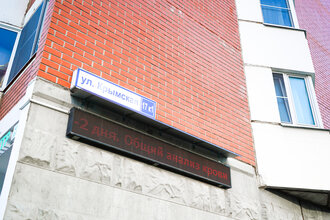 ул. Крымская 17 к1
2 дня. Общий анализ крови